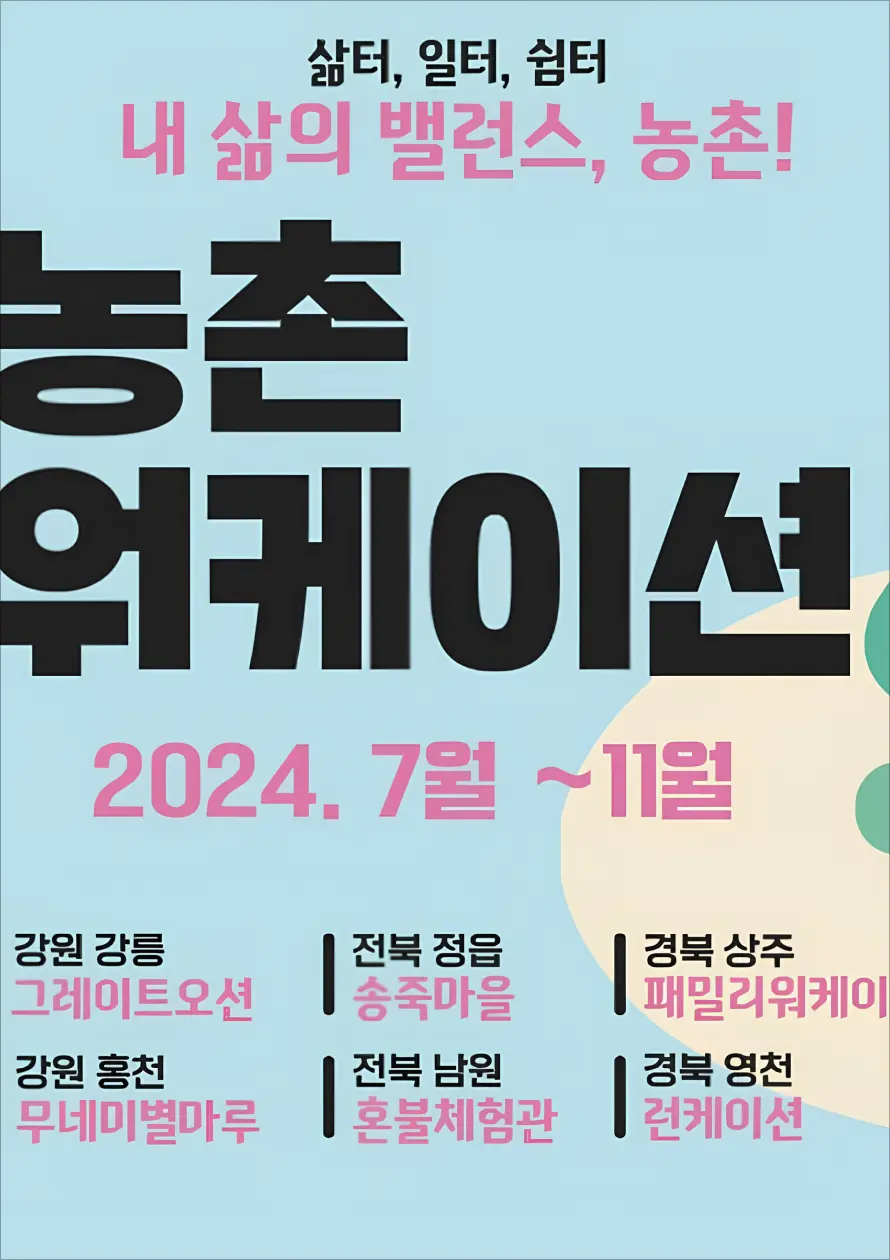 삶터, 일터, 쉼터
내 삶의 밸런스, 농촌!
농촌
워케이션
2024. 7월 ~11월
강원 강릉
그레이트오션
전북 정읍
송죽마을
경북 상주
패밀리워케이
강원 홍천
무네미별마루
전북 남원
혼불체험관
경북 영천
런케이션